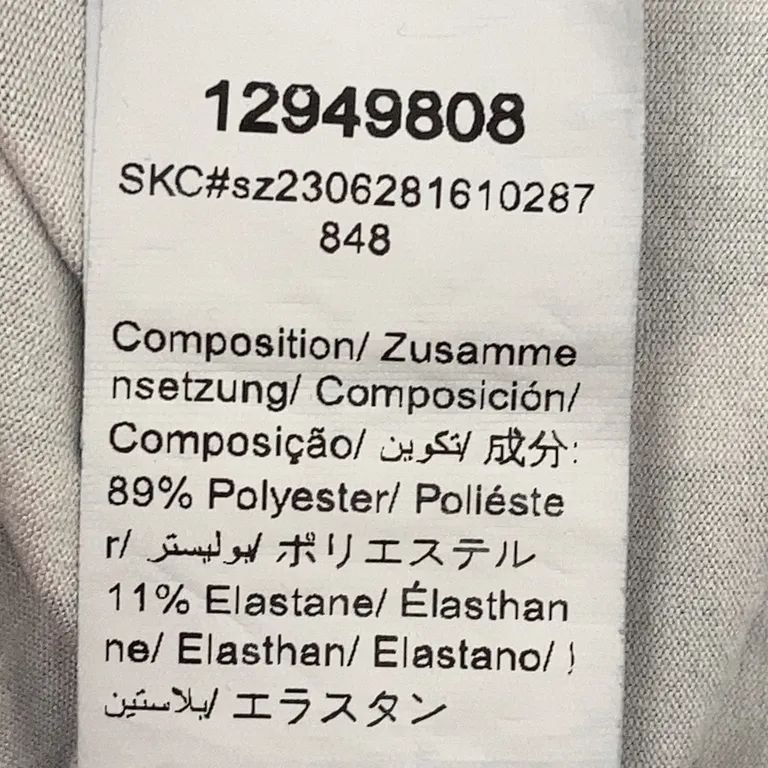 12949808
SKC#sz2306281610287
848
Composition/ Zusamme
nsetzung/ Composición/
Composição/ تكوين/ 成分:
89% Polyester/ Poliéste
r/ بوليستر/ ポリエステル
11% Elastane/ Élasthan
ne/ Elasthan/ Elastano/ إ
يلاستين/ エラスタン